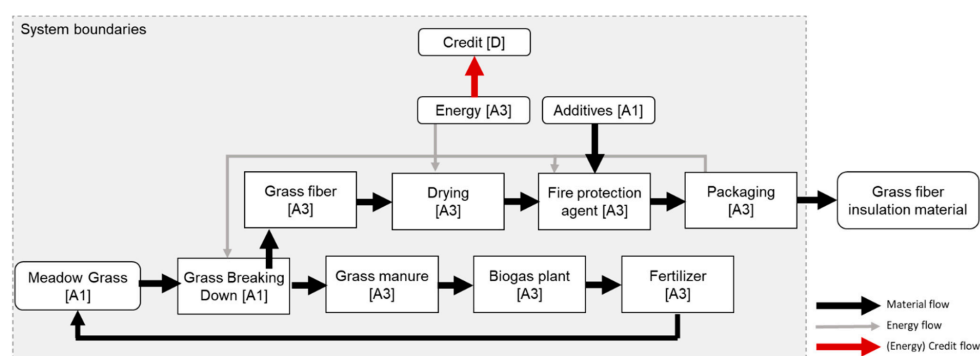 System boundaries
Credit [D]
Energy [A3]
Additives [A1]
Grass fiber
[A3]
Drying
[A3]
Fire protection
agent [A3]
Packaging
[A3]
Grass fiber
insulation material
Meadow Grass
[A1]
Grass Breaking
Down [A1]
Grass manure
[A3]
Biogas plant
[A3]
Fertilizer
[A3]
Material flow
Energy flow
(Energy) Credit flow